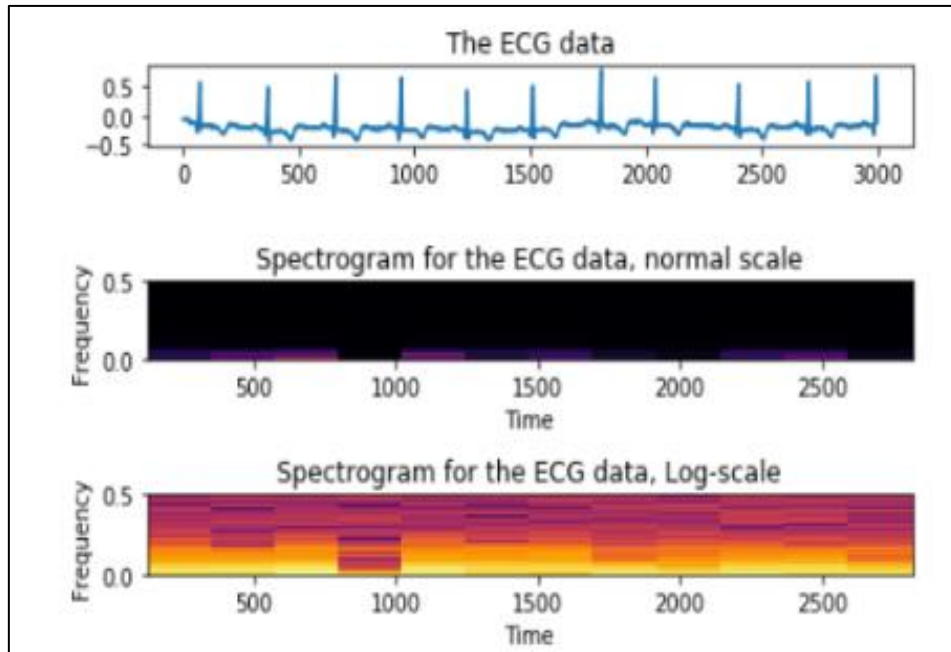 The ECG data
0.5
0.0
−0.5
0 500 1000 1500 2000 2500 3000
Spectrogram for the ECG data, normal scale
Frequency
0.5
0.0
500 1000 1500 2000 2500
Time
Spectrogram for the ECG data, Log-scale
Frequency
0.5
0.0
500 1000 1500 2000 2500
Time